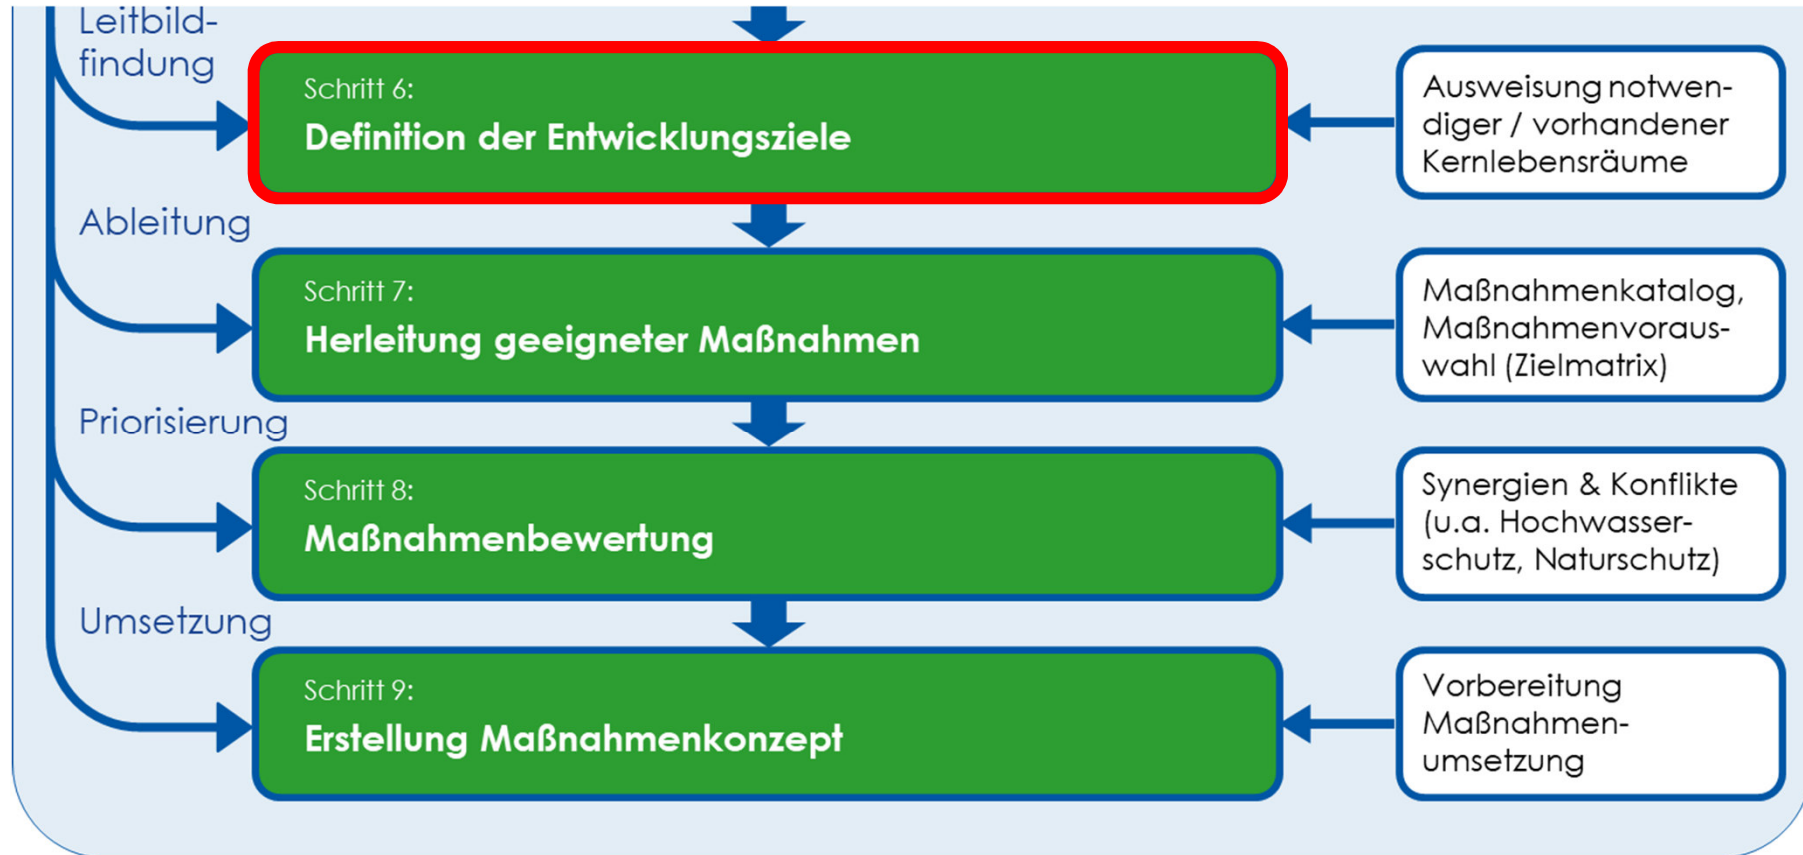 Leitbild-
findung
Schritt 6:
Definition der Entwicklungsziele
Ausweisung notwen-
diger / vorhandener
Kernlebensräume
Ableitung
Schritt 7:
Herleitung geeigneter Maßnahmen
Maßnahmenkatalog,
Maßnahmenvoraus-
wahl (Zielmatrix)
Priorisierung
Schritt 8:
Maßnahmenbewertung
Synergien & Konflikte
(u.a. Hochwasser-
schutz, Naturschutz)
Umsetzung
Schritt 9:
Erstellung Maßnahmenkonzept
Vorbereitung
Maßnahmen-
umsetzung